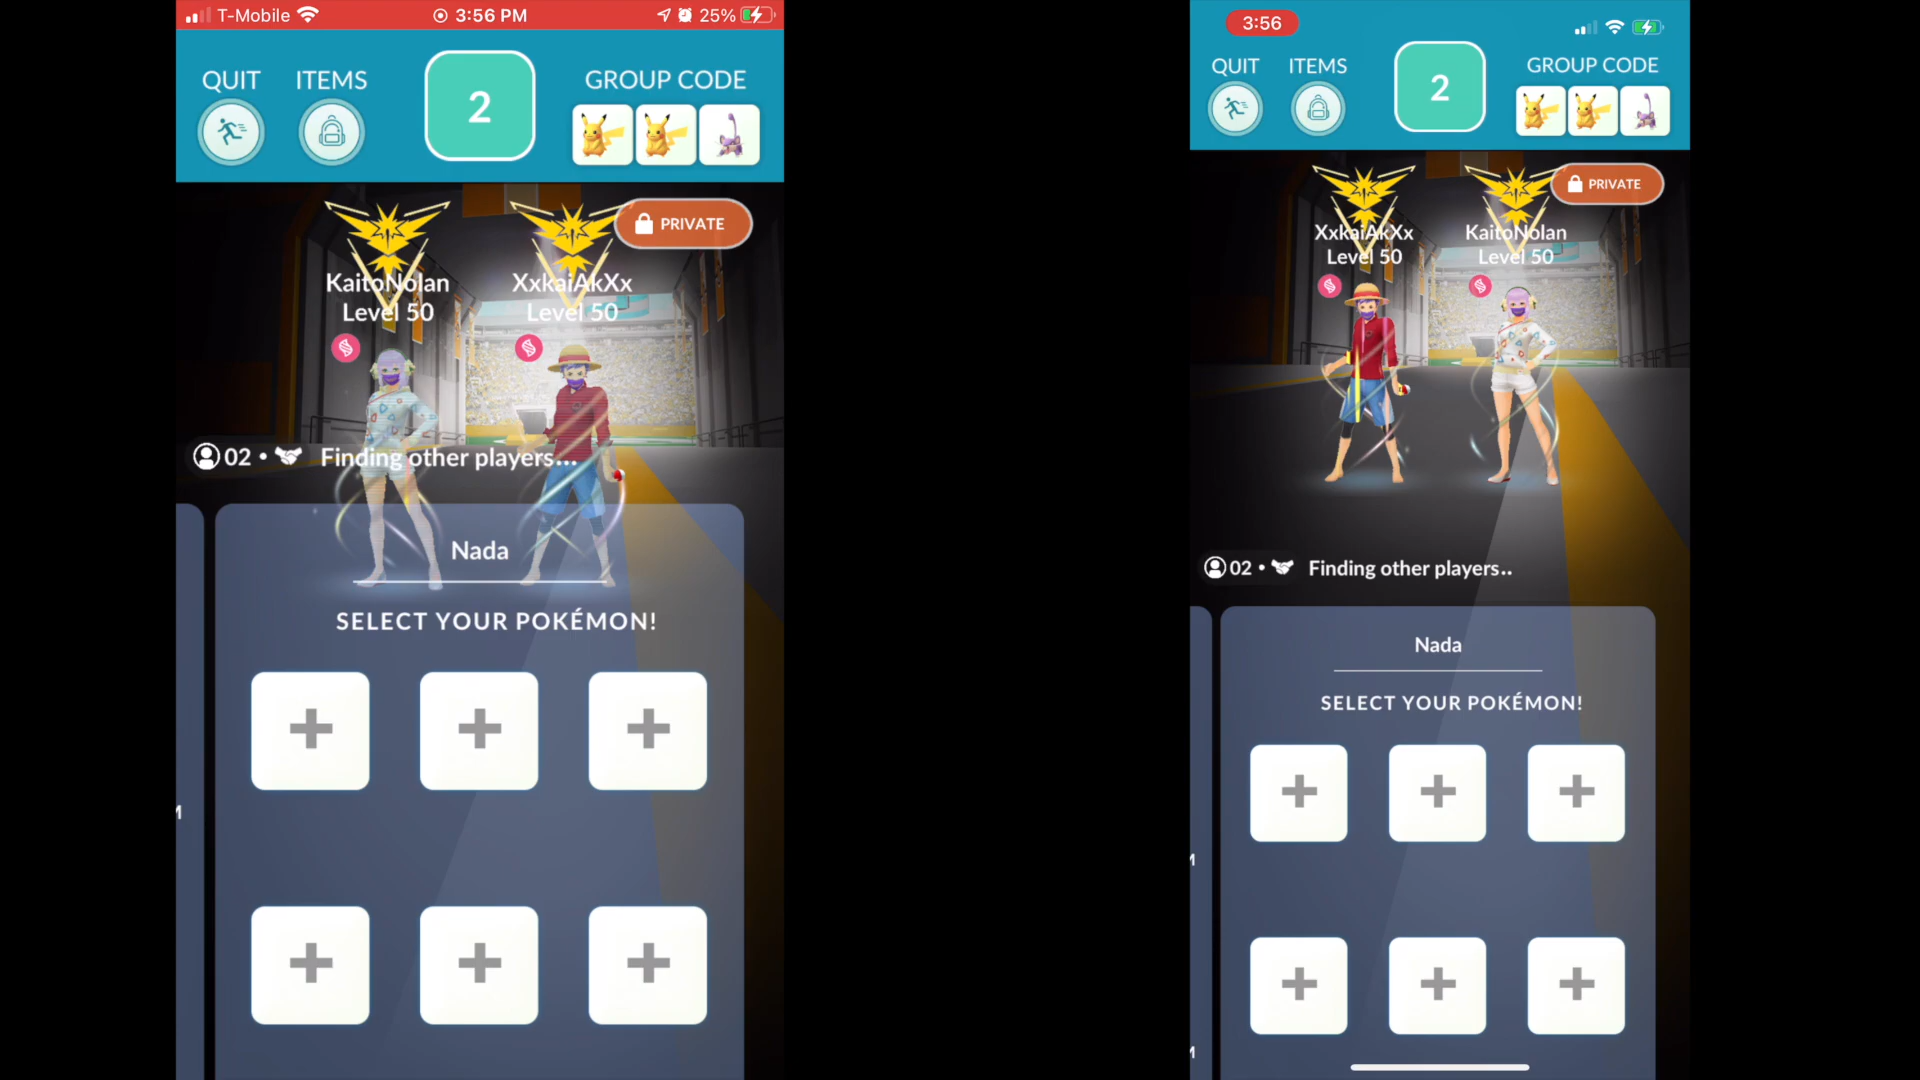 T-Mobile 3:56 PM 25%
QUIT ITEMS 2 GROUP CODE
PRIVATE
KaitoNolan XxkaiAkXx
Level 50 Level 50
02 • Finding other players...
Nada
SELECT YOUR POKÉMON!
M
3:56
QUIT ITEMS 2 GROUP CODE
PRIVATE
XxkaiAkXx KaitoNolan
Level 50 Level 50
02 • Finding other players..
Nada
SELECT YOUR POKÉMON!
M
M